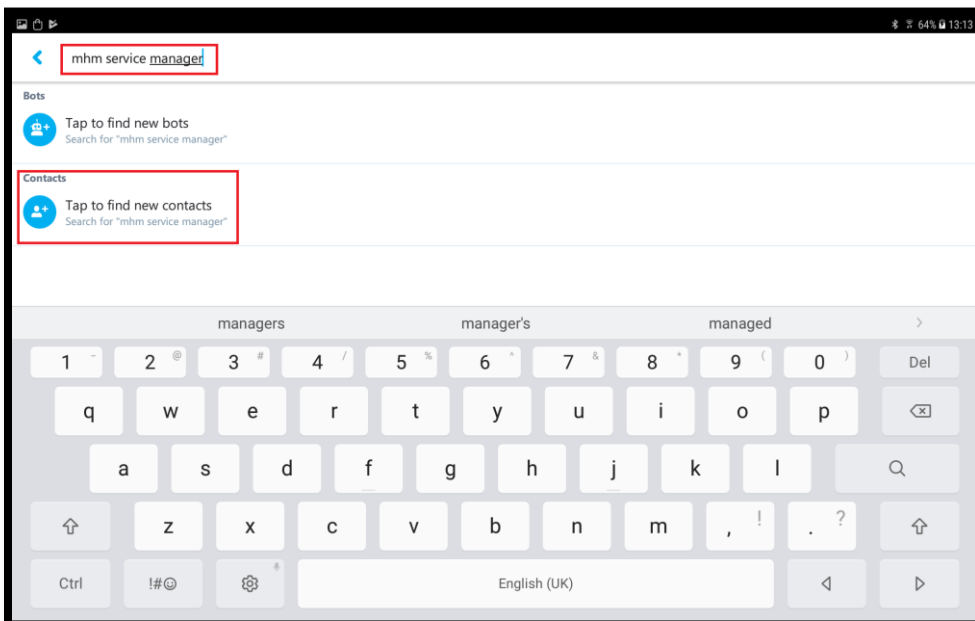 64% 13:13
mhm service manager
Bots
Tap to find new bots
Search for "mhm service manager"
Contacts
Tap to find new contacts
Search for "mhm service manager"
managers manager's managed >
1 - 2 @ 3 # 4 / 5 % 6 ^ 7 & 8 * 9 ( 0 ) Del
q w e r t y u i o p
a s d f g h j k l
z x c v b n m , ! . ?
Ctrl !#☺ English (UK)